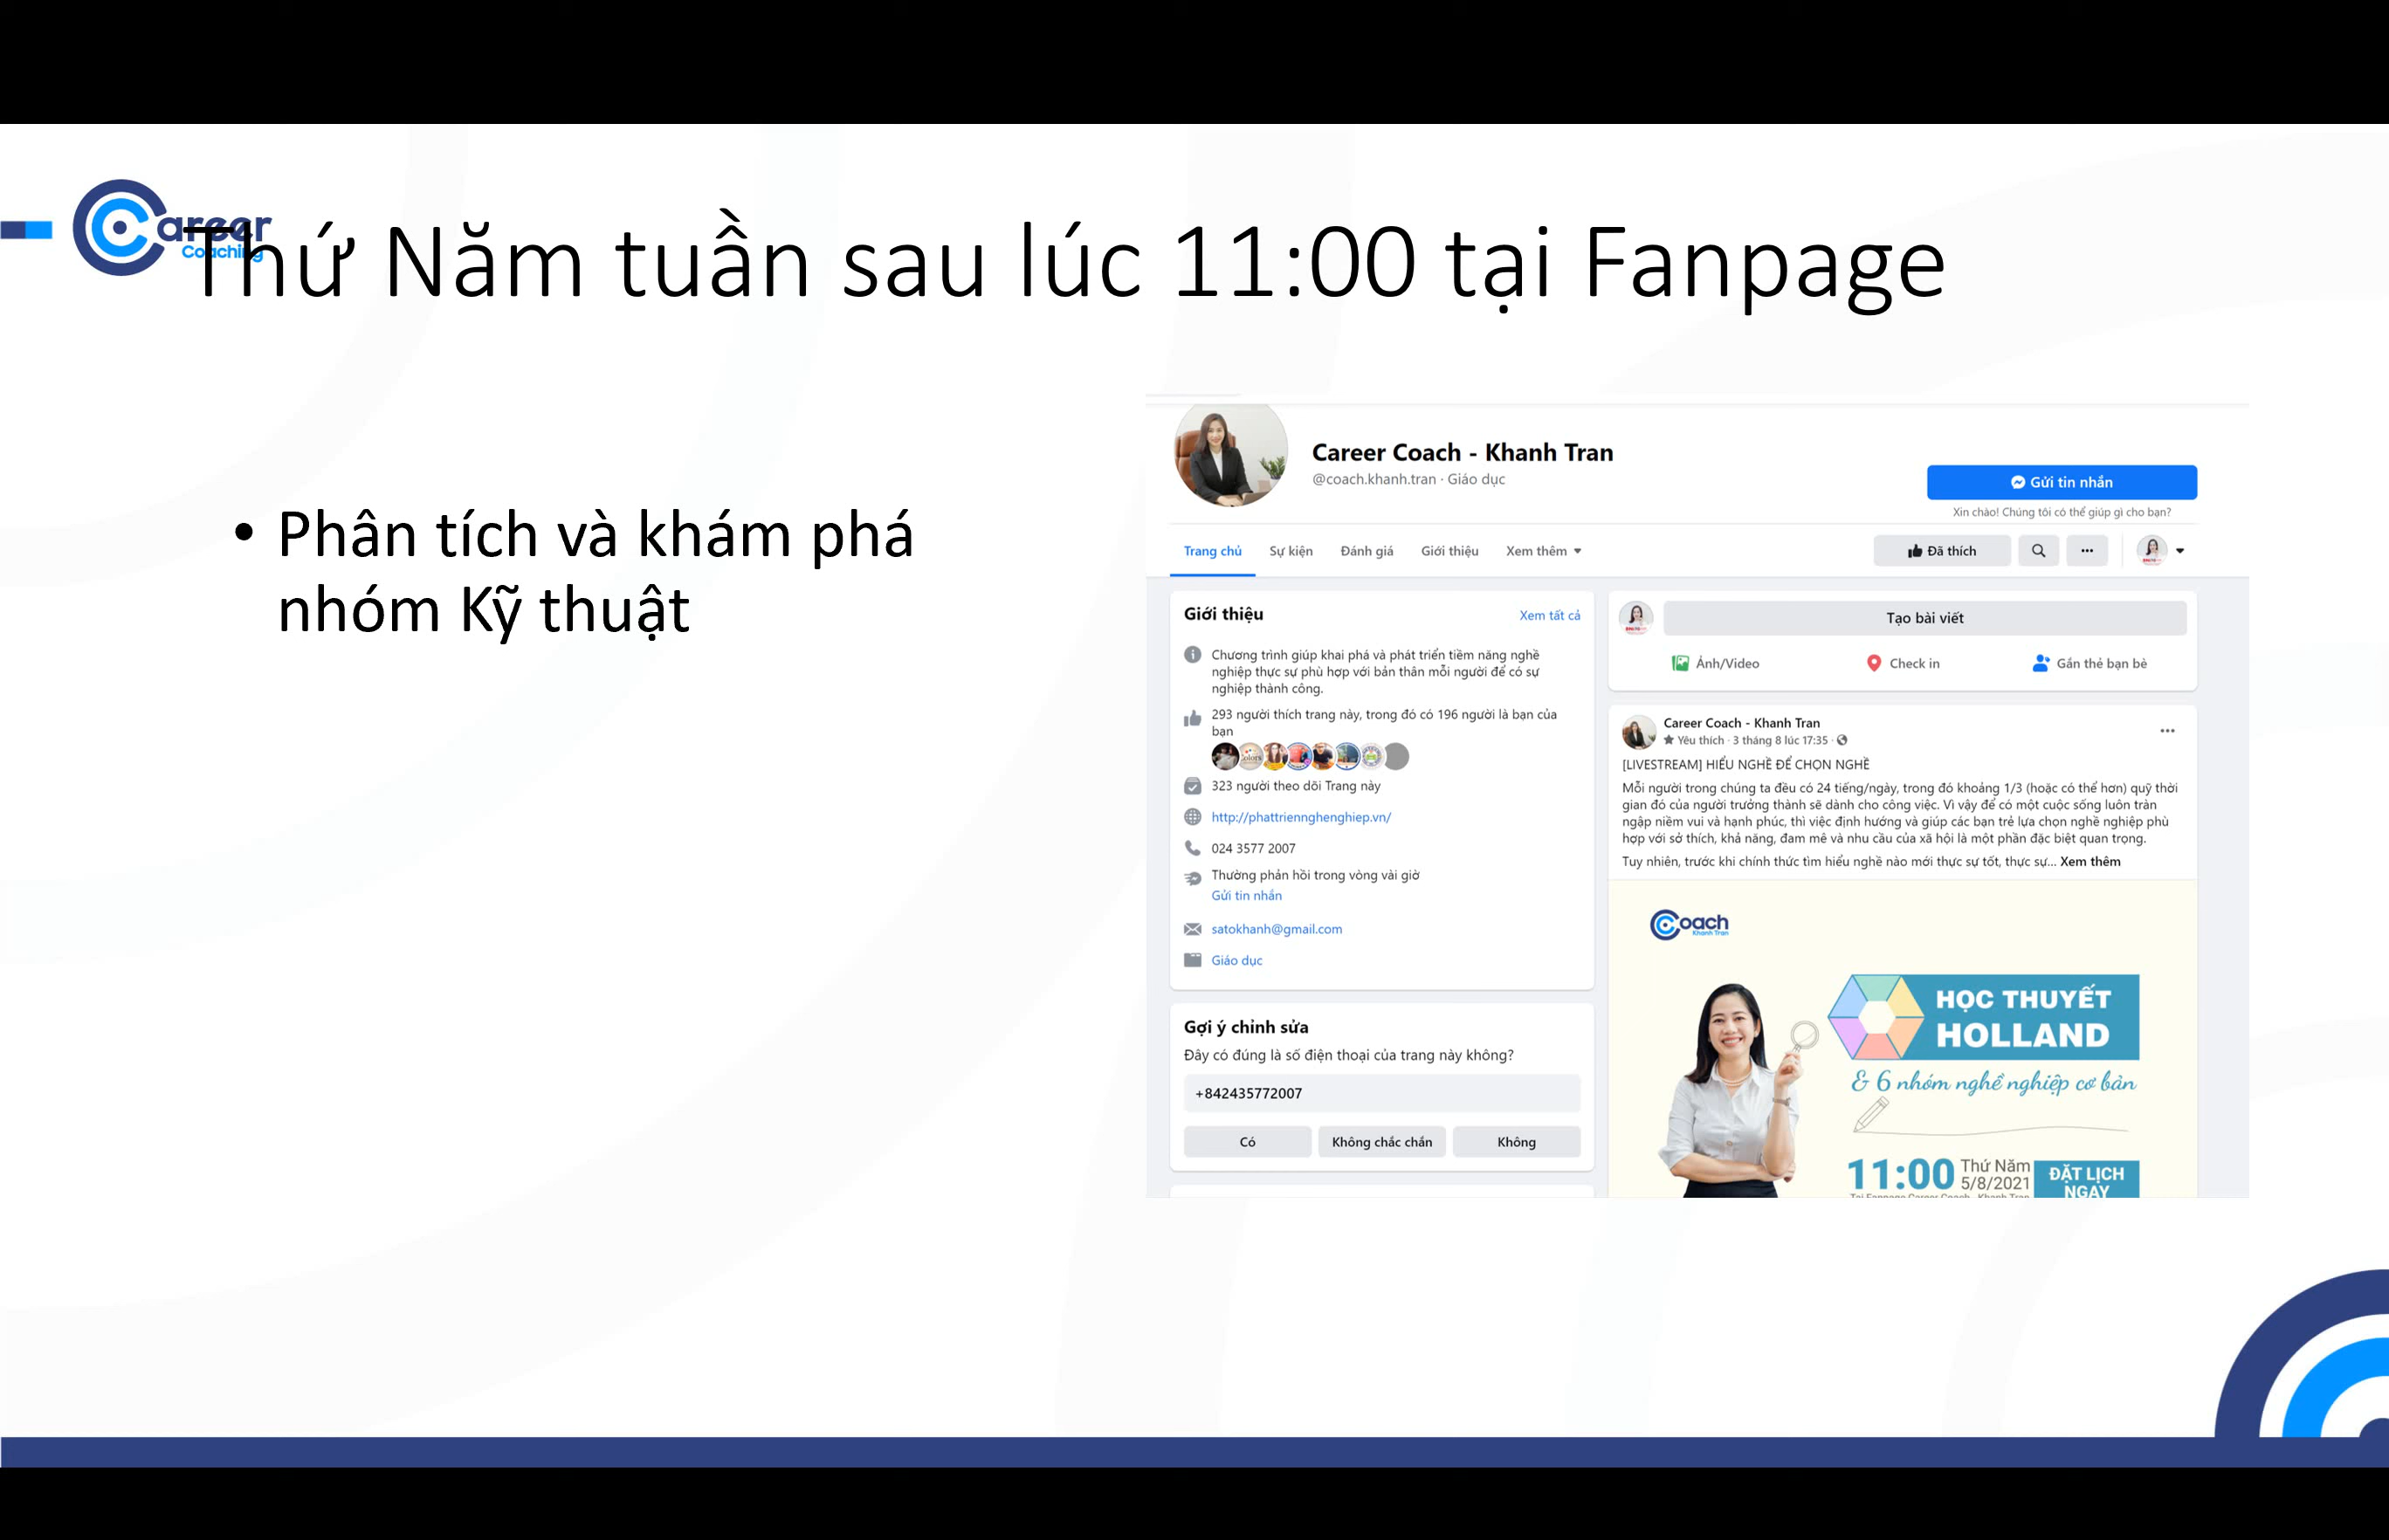 Career
Coaching
Thứ Năm tuần sau lúc 11:00 tại Fanpage
• Phân tích và khám phá
nhóm Kỹ thuật
Career Coach - Khanh Tran
@coach.khanh.tran · Giáo dục
Gửi tin nhắn
Xin chào! Chúng tôi có thể giúp gì cho bạn?
Trang chủ Sự kiện Đánh giá Giới thiệu Xem thêm
Đã thích
Giới thiệu
Xem tất cả
Chương trình giúp khai phá và phát triển tiềm năng nghề
nghiệp thực sự phù hợp với bản thân mỗi người để có sự
nghiệp thành công.
293 người thích trang này, trong đó có 196 người là bạn của
bạn
323 người theo dõi Trang này
http://phattriennghenghiep.vn/
024 3577 2007
Thường phản hồi trong vòng vài giờ
Gửi tin nhắn
satokhanh@gmail.com
Giáo dục
Gợi ý chỉnh sửa
Đây có đúng là số điện thoại của trang này không?
+842435772007
Có Không chắc chắn Không
Tạo bài viết
Ảnh/Video Check in Gắn thẻ bạn bè
Career Coach - Khanh Tran
Yêu thích · 3 tháng 8 lúc 17:35 ·
[LIVESTREAM] HIỂU NGHỀ ĐỂ CHỌN NGHỀ
Mỗi người trong chúng ta đều có 24 tiếng/ngày, trong đó khoảng 1/3 (hoặc có thể hơn) quỹ thời
gian đó của người trưởng thành sẽ dành cho công việc. Vì vậy để có một cuộc sống luôn tràn
ngập niềm vui và hạnh phúc, thì việc định hướng và giúp các bạn trẻ lựa chọn nghề nghiệp phù
hợp với sở thích, khả năng, đam mê và nhu cầu của xã hội là một phần đặc biệt quan trọng.
Tuy nhiên, trước khi chính thức tìm hiểu nghề nào mới thực sự tốt, thực sự... Xem thêm
Coach
Khanh Tran
HỌC THUYẾT
HOLLAND
& 6 nhóm nghề nghiệp cơ bản
11:00 Thứ Năm
5/8/2021
ĐẶT LỊCH
NGAY
Tại Fanpage Career Coach - Khanh Tran